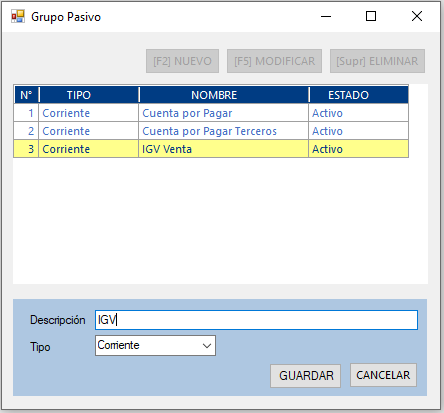 Grupo Pasivo
[F2] NUEVO [F5] MODIFICAR [Supr] ELIMINAR
N° TIPO NOMBRE ESTADO
1 Corriente Cuenta por Pagar Activo
2 Corriente Cuenta por Pagar Terceros Activo
3 Corriente IGV Venta Activo
Descripción IGV
Tipo Corriente
GUARDAR CANCELAR